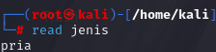 ┌──(root㉿kali)-[/home/kali]
└─# read jenis
pria